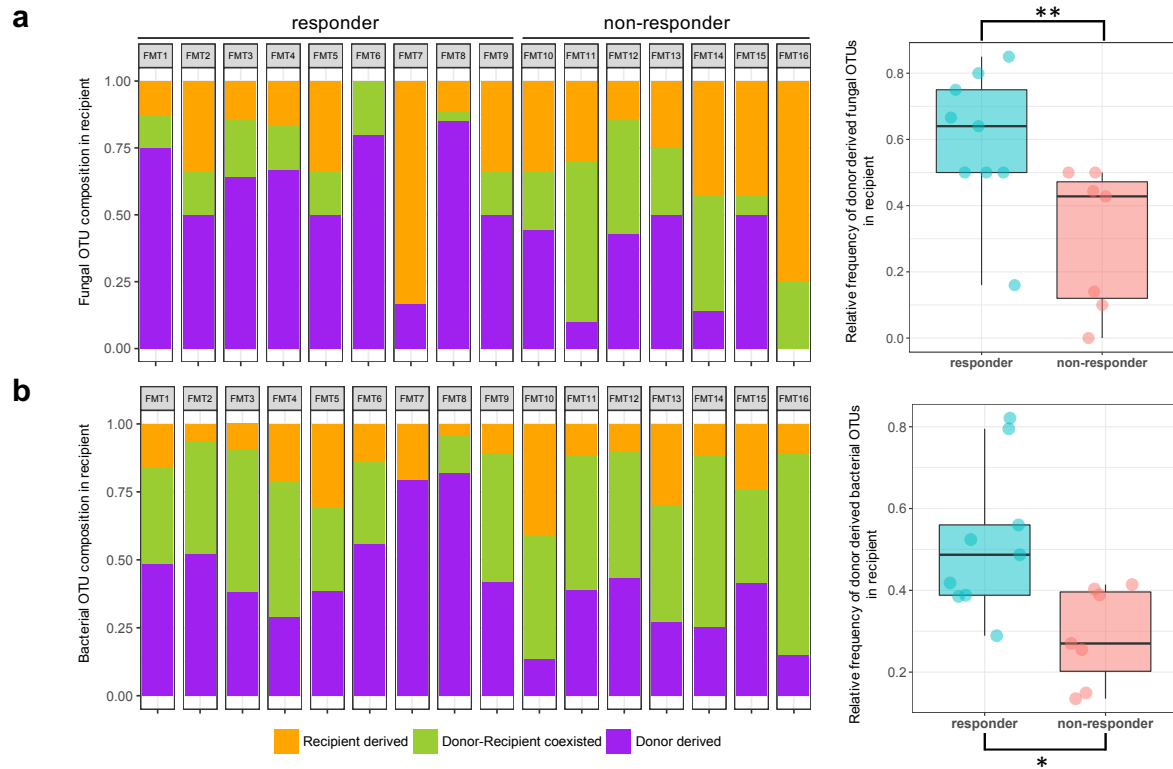 a
responder
non-responder
FMT1 FMT2 FMT3 FMT4 FMT5 FMT6 FMT7 FMT8 FMT9 FMT10 FMT11 FMT12 FMT13 FMT14 FMT15 FMT16
Fungal OTU composition in recipient
1.00
0.75
0.50
0.25
0.00
**
Relative frequency of donor derived fungal OTUs
in recipient
0.8
0.6
0.4
0.2
0.0
responder non-responder
b
FMT1 FMT2 FMT3 FMT4 FMT5 FMT6 FMT7 FMT8 FMT9 FMT10 FMT11 FMT12 FMT13 FMT14 FMT15 FMT16
Bacterial OTU composition in recipient
1.00
0.75
0.50
0.25
0.00
Recipient derived Donor-Recipient coexisted Donor derived
Relative frequency of donor derived bacterial OTUs
in recipient
0.8
0.6
0.4
0.2
responder non-responder
*